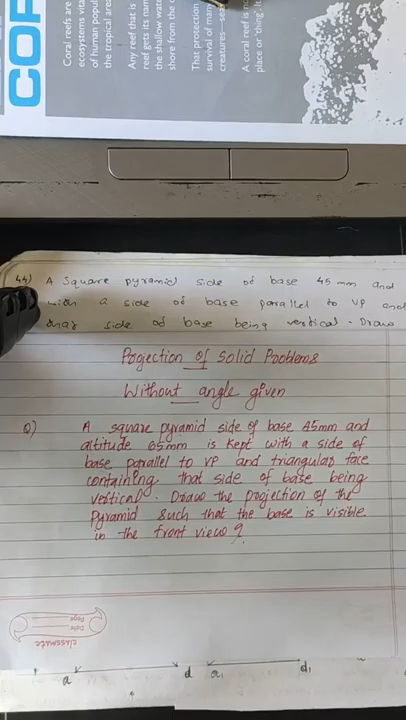 COR
Coral reefs are
ecosystems vita
of human popul
the tropical area
Any reef that is
reef gets its nam
the shallow wate
shore from the c
That protection
survival of man
creatures—se
A coral reef is no
place or 'thing'. It
44) A Square pyramid side of base 45 mm and
with a side of base parallel to VP and
side of base being vertical. Draw
Projection of Solid Problems
Without angle given
Q) A square pyramid side of base 45mm and
altitude 65mm is kept with a side of
base parallel to VP and triangular face
containing that side of base being
vertical. Draw the projection of the
Pyramid such that the base is visible
in the front view?
classmate
Date
Page
a d a1 d1